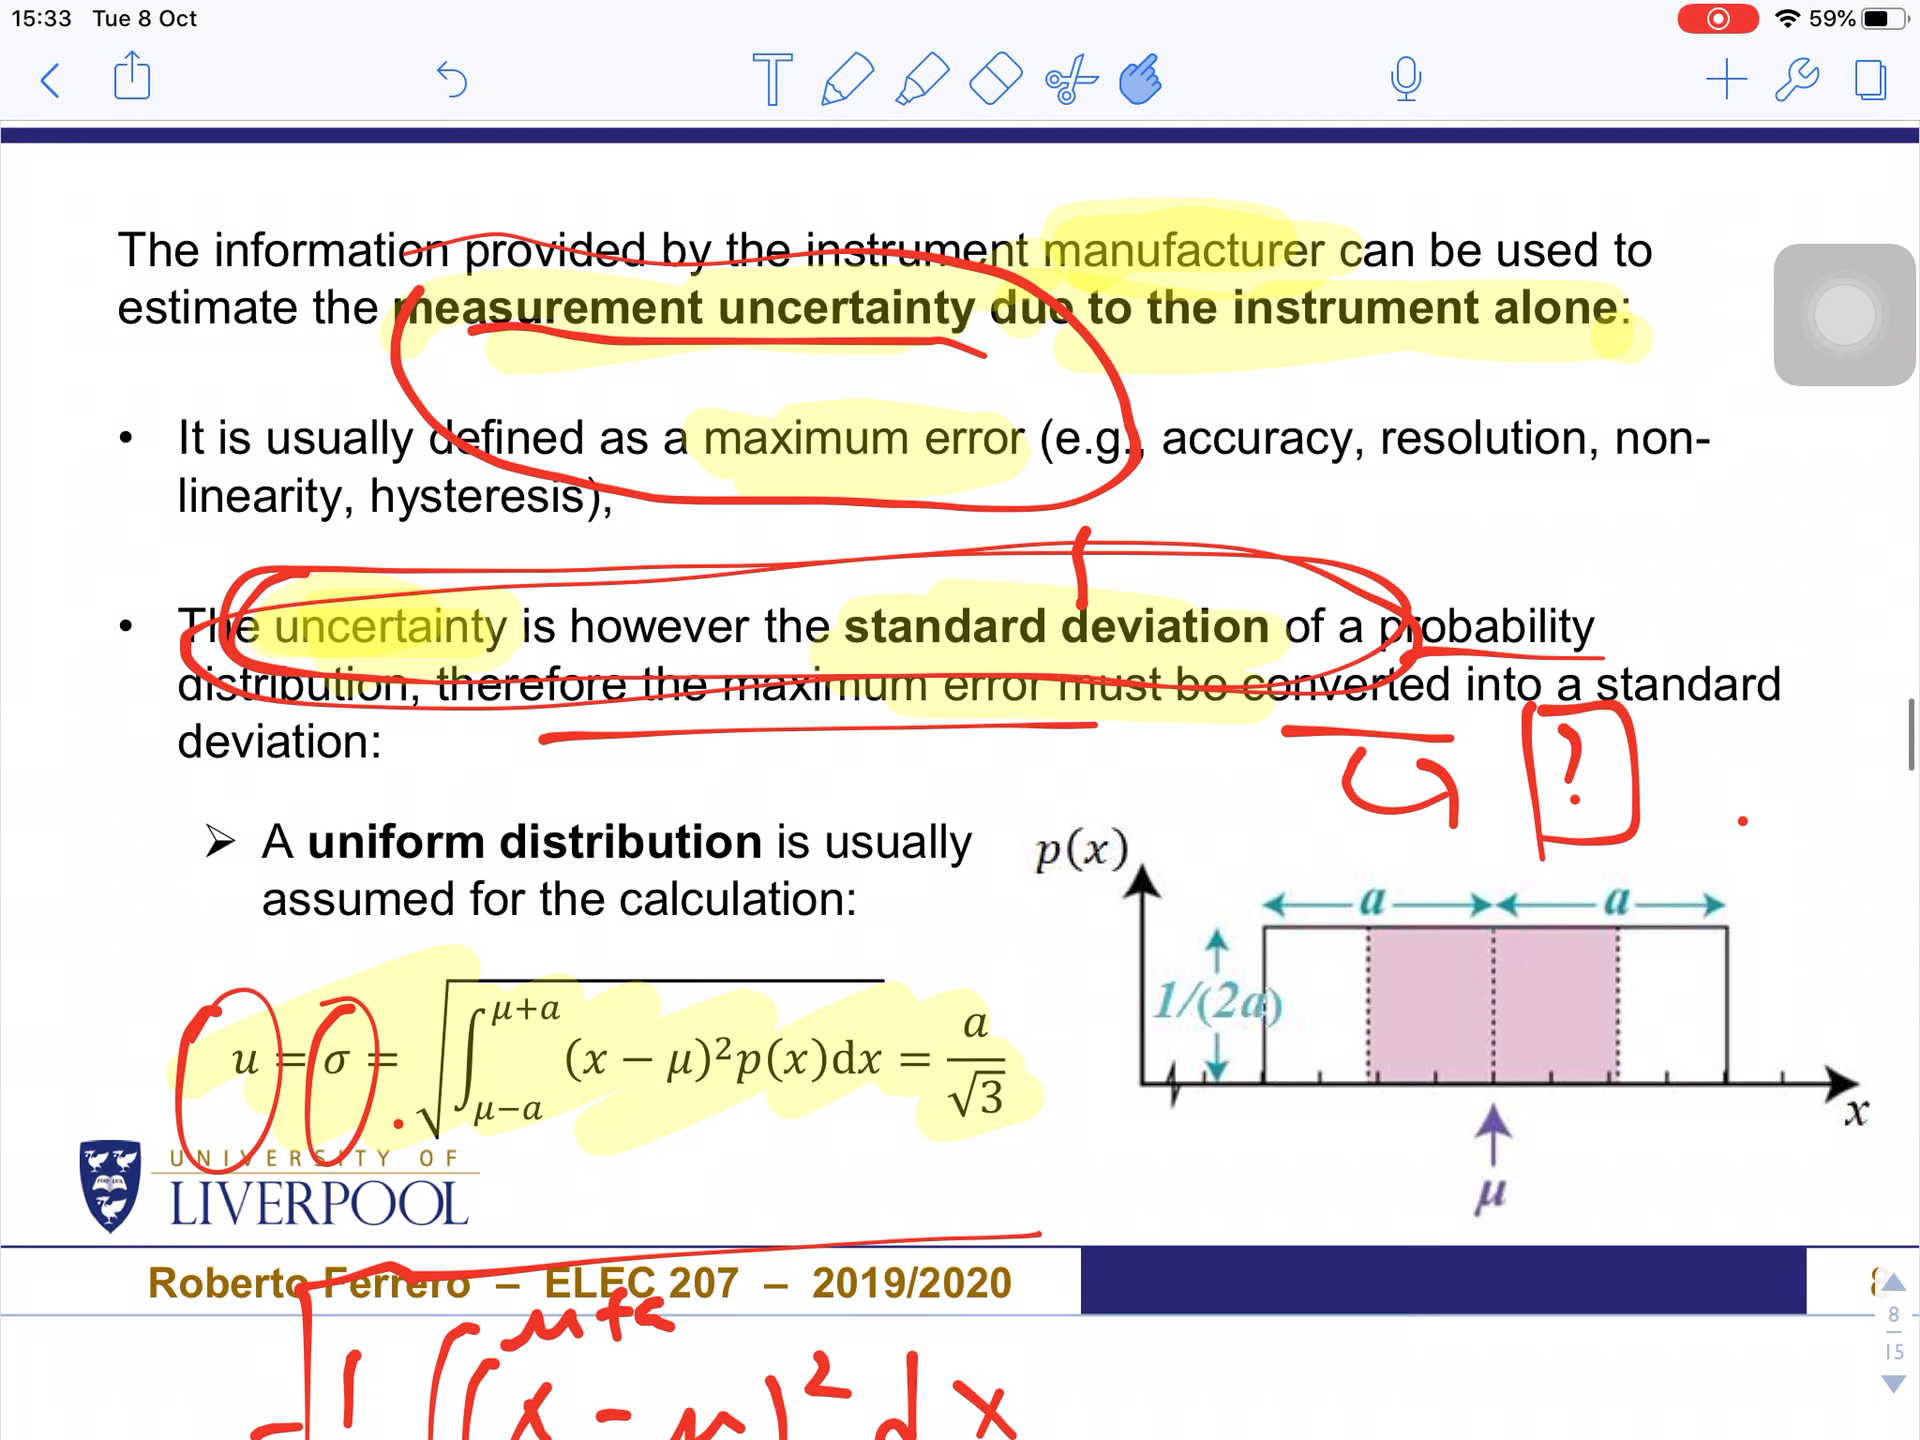 15:33 Tue 8 Oct
59%
The information provided by the instrument manufacturer can be used to
estimate the measurement uncertainty due to the instrument alone:
• It is usually defined as a maximum error (e.g., accuracy, resolution, non-
linearity, hysteresis),
• The uncertainty is however the standard deviation of a probability
distribution, therefore the maximum error must be converted into a standard
deviation:
?
➢ A uniform distribution is usually
assumed for the calculation:
p(x)
a a
1/(2a)
x
μ
u = σ = √∫_{μ−a}^{μ+a} (x − μ)²p(x)dx = a/√3
UNIVERSITY OF
LIVERPOOL
Roberto Ferrero – ELEC 207 – 2019/2020
8
8
15
μ+a
(x - μ)² dx